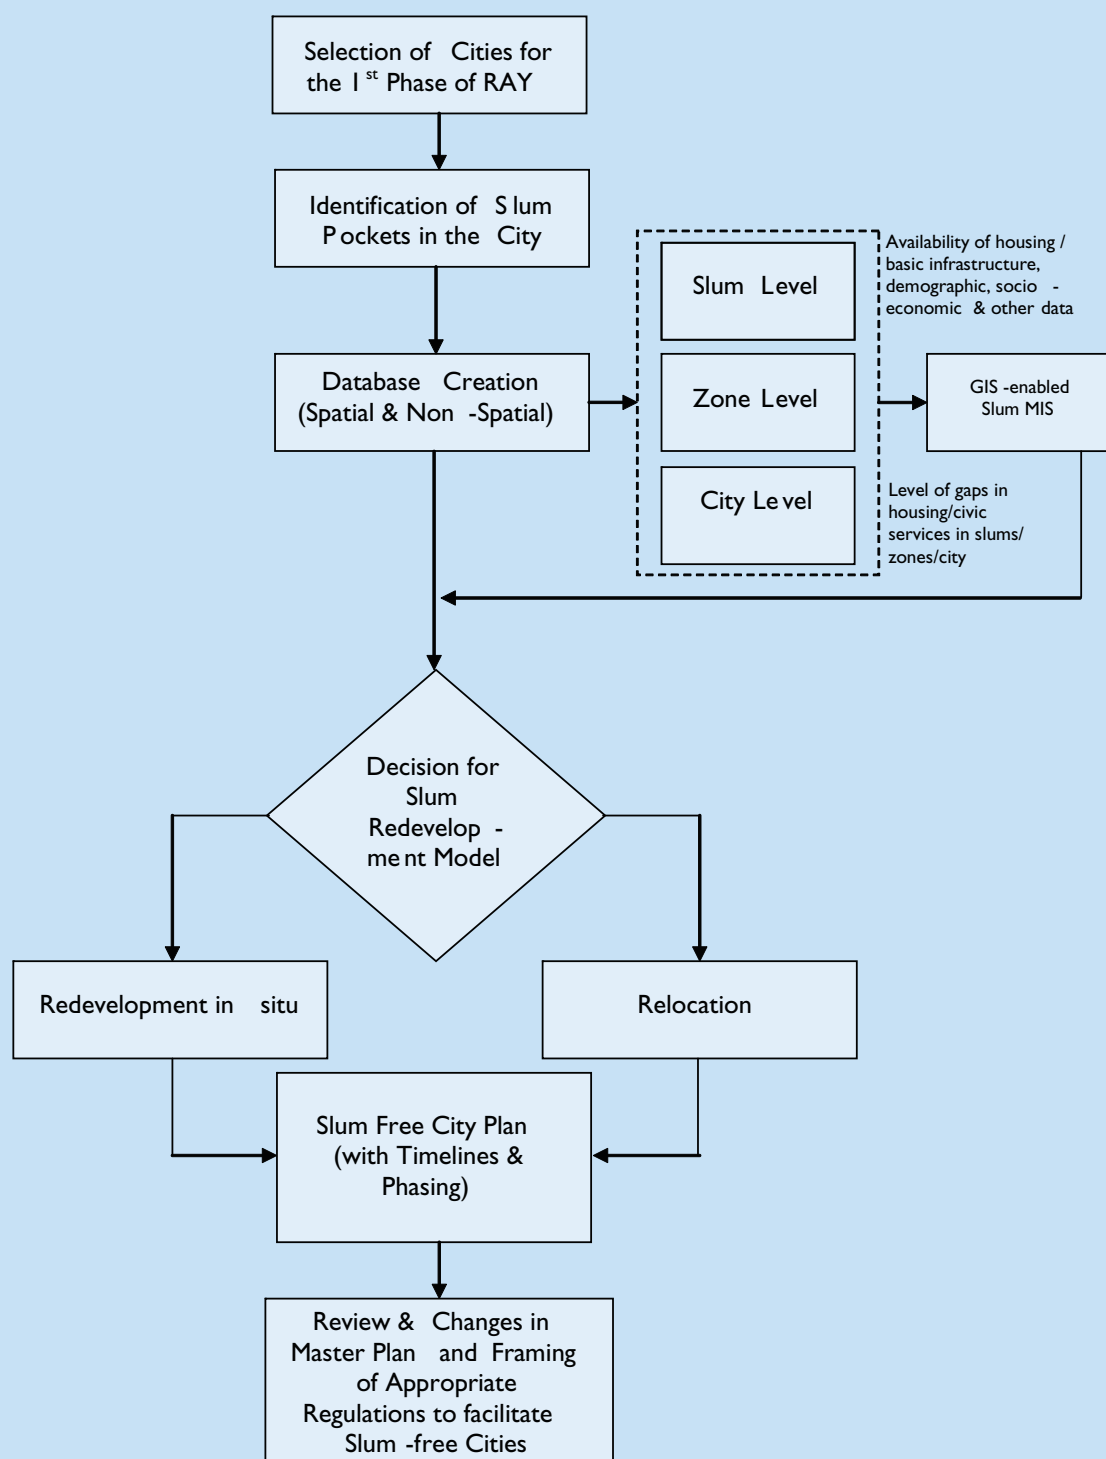 Selection of Cities for
the 1st Phase of RAY
Identification of Slum
Pockets in the City
Database Creation
(Spatial & Non -Spatial)
Slum Level
Zone Level
City Level
Availability of housing /
basic infrastructure,
demographic, socio -
economic & other data
GIS -enabled
Slum MIS
Level of gaps in
housing/civic
services in slums/
zones/city
Decision for
Slum
Redevelop -
ment Model
Redevelopment in situ
Relocation
Slum Free City Plan
(with Timelines &
Phasing)
Review & Changes in
Master Plan and Framing
of Appropriate
Regulations to facilitate
Slum -free Cities